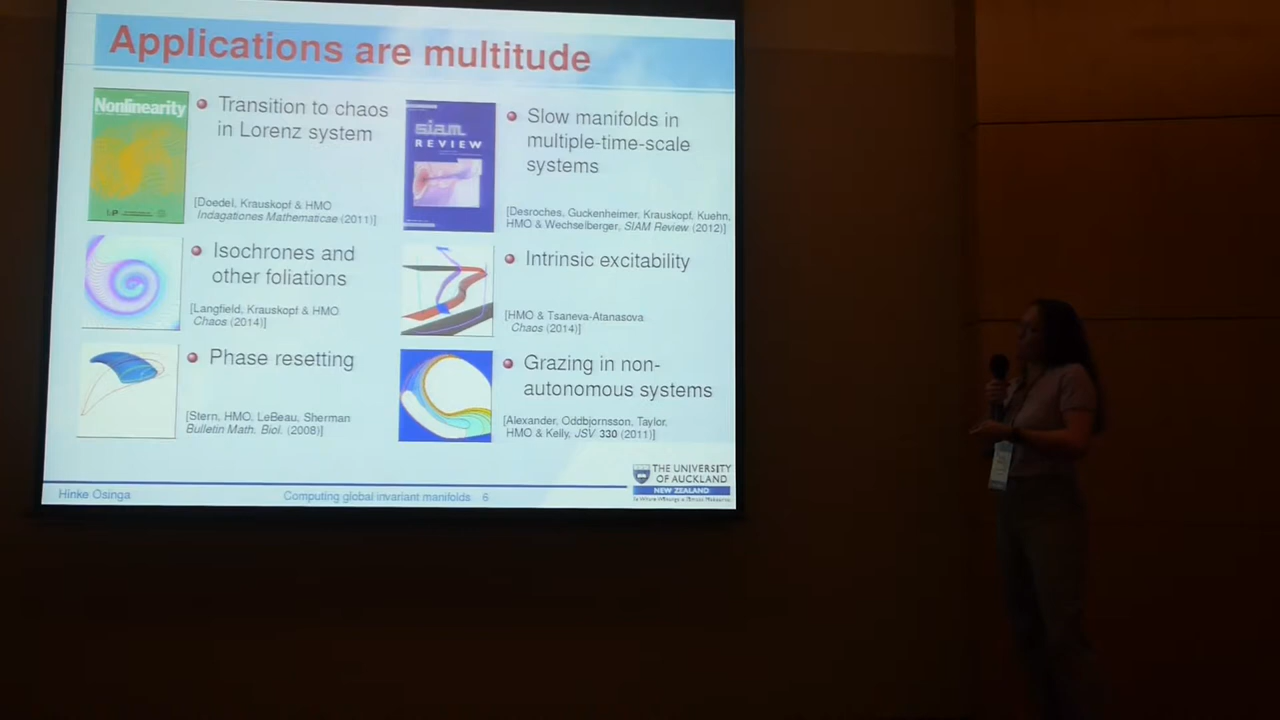 Applications are multitude
Nonlinearity
Transition to chaos
in Lorenz system
[Doedel, Krauskopf & HMO
Indagationes Mathematicae (2011)]
siam
REVIEW
Slow manifolds in
multiple-time-scale
systems
[Desroches, Guckenheimer, Krauskopf, Kuehn,
HMO & Wechselberger, SIAM Review (2012)]
Isochrones and
other foliations
[Langfield, Krauskopf & HMO
Chaos (2014)]
Intrinsic excitability
[HMO & Tsaneva-Atanasova
Chaos (2014)]
Phase resetting
[Stern, HMO, LeBeau, Sherman
Bulletin Math. Biol. (2008)]
Grazing in non-
autonomous systems
[Alexander, Oddbjornsson, Taylor,
HMO & Kelly, JSV 330 (2011)]
Hinke Osinga
Computing global invariant manifolds 6
THE UNIVERSITY
OF AUCKLAND
NEW ZEALAND